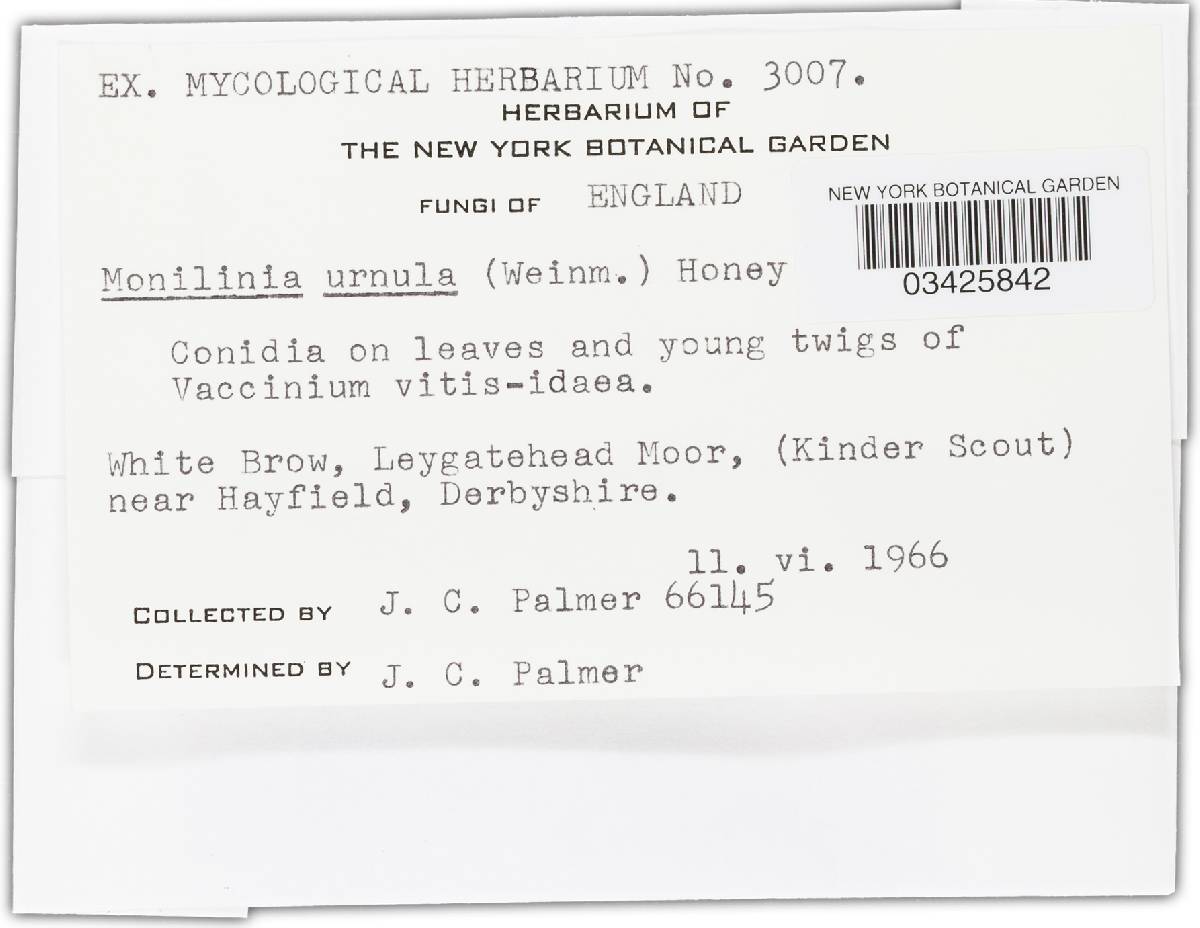 EX. MYCOLOGICAL HERBARIUM No. 3007.
HERBARIUM OF
THE NEW YORK BOTANICAL GARDEN
FUNGI OF ENGLAND
NEW YORK BOTANICAL GARDEN
03425842
Monilinia urnula (Weinm.) Honey
Conidia on leaves and young twigs of
Vaccinium vitis-idaea.
White Brow, Leygatehead Moor, (Kinder Scout)
near Hayfield, Derbyshire.
11. vi. 1966
COLLECTED BY J. C. Palmer 66145
DETERMINED BY J. C. Palmer